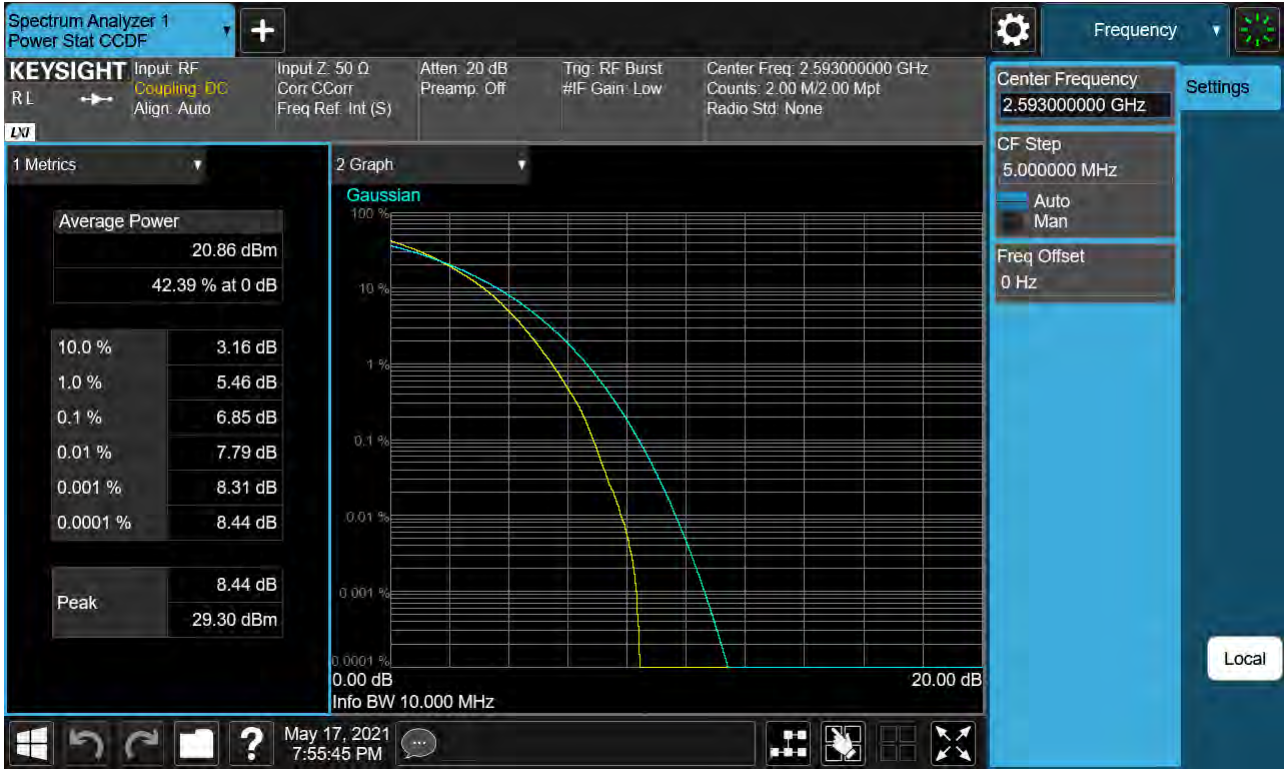 Spectrum Analyzer 1
Power Stat CCDF
+
Frequency
KEYSIGHT
R L
LXI
Input: RF
Coupling: DC
Align: Auto
Input Z: 50 Ω
Corr CCorr
Freq Ref: Int (S)
Atten: 20 dB
Preamp: Off
Trig: RF Burst
#IF Gain: Low
Center Freq: 2.593000000 GHz
Counts: 2.00 M/2.00 Mpt
Radio Std: None
Center Frequency
2.593000000 GHz
Settings
CF Step
5.000000 MHz
Auto
Man
Freq Offset
0 Hz
1 Metrics
Average Power
20.86 dBm
42.39 % at 0 dB
10.0 % 3.16 dB
1.0 % 5.46 dB
0.1 % 6.85 dB
0.01 % 7.79 dB
0.001 % 8.31 dB
0.0001 % 8.44 dB
Peak
8.44 dB
29.30 dBm
2 Graph
Gaussian
100 %
10 %
1 %
0.1 %
0.01 %
0.001 %
0.0001 %
0.00 dB
20.00 dB
Info BW 10.000 MHz
Local
?
May 17, 2021
7:55:45 PM